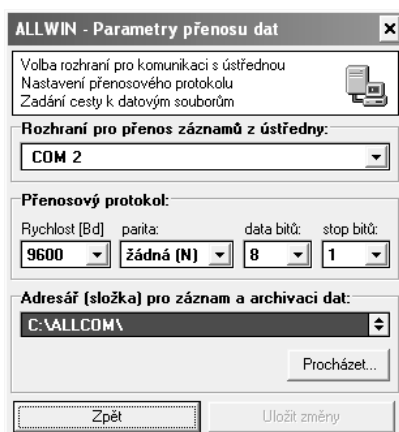 ALLWIN - Parametry přenosu dat
Volba rozhraní pro komunikaci s ústřednou
Nastavení přenosového protokolu
Zadání cesty k datovým souborům
Rozhraní pro přenos záznamů z ústředny:
COM 2
Přenosový protokol:
Rychlost [Bd] parita: data bitů: stop bitů:
9600 žádná (N) 8 1
Adresář (složka) pro záznam a archivaci dat:
C:\ALLCOM\
Procházet...
Zpět Uložit změny